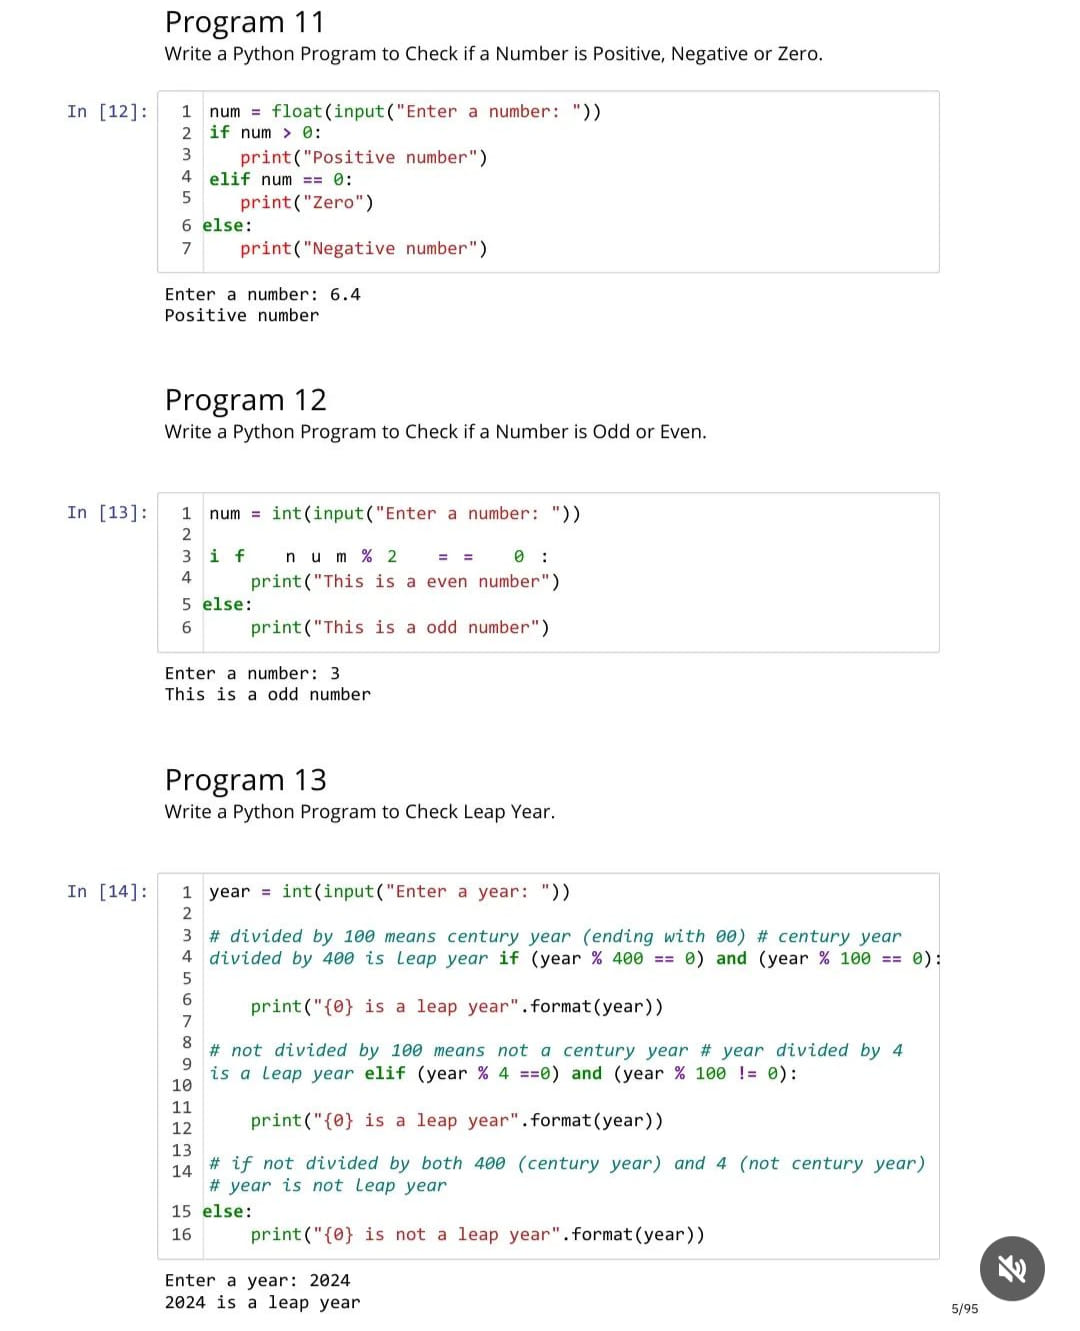 Program 11
Write a Python Program to Check if a Number is Positive, Negative or Zero.
In [12]:
1 num = float(input("Enter a number: "))
2 if num > 0:
3     print("Positive number")
4 elif num == 0:
5     print("Zero")
6 else:
7     print("Negative number")
Enter a number: 6.4
Positive number
Program 12
Write a Python Program to Check if a Number is Odd or Even.
In [13]:
1 num = int(input("Enter a number: "))
2
3 i f   n u m % 2   = =   0 :
4     print("This is a even number")
5 else:
6     print("This is a odd number")
Enter a number: 3
This is a odd number
Program 13
Write a Python Program to Check Leap Year.
In [14]:
1 year = int(input("Enter a year: "))
2
3 # divided by 100 means century year (ending with 00) # century year
4 divided by 400 is leap year if (year % 400 == 0) and (year % 100 == 0):
5
6     print("{0} is a leap year".format(year))
7
8 # not divided by 100 means not a century year # year divided by 4
9 is a leap year elif (year % 4 ==0) and (year % 100 != 0):
10
11
12     print("{0} is a leap year".format(year))
13
14 # if not divided by both 400 (century year) and 4 (not century year)
# year is not leap year
15 else:
16     print("{0} is not a leap year".format(year))
Enter a year: 2024
2024 is a leap year
5/95